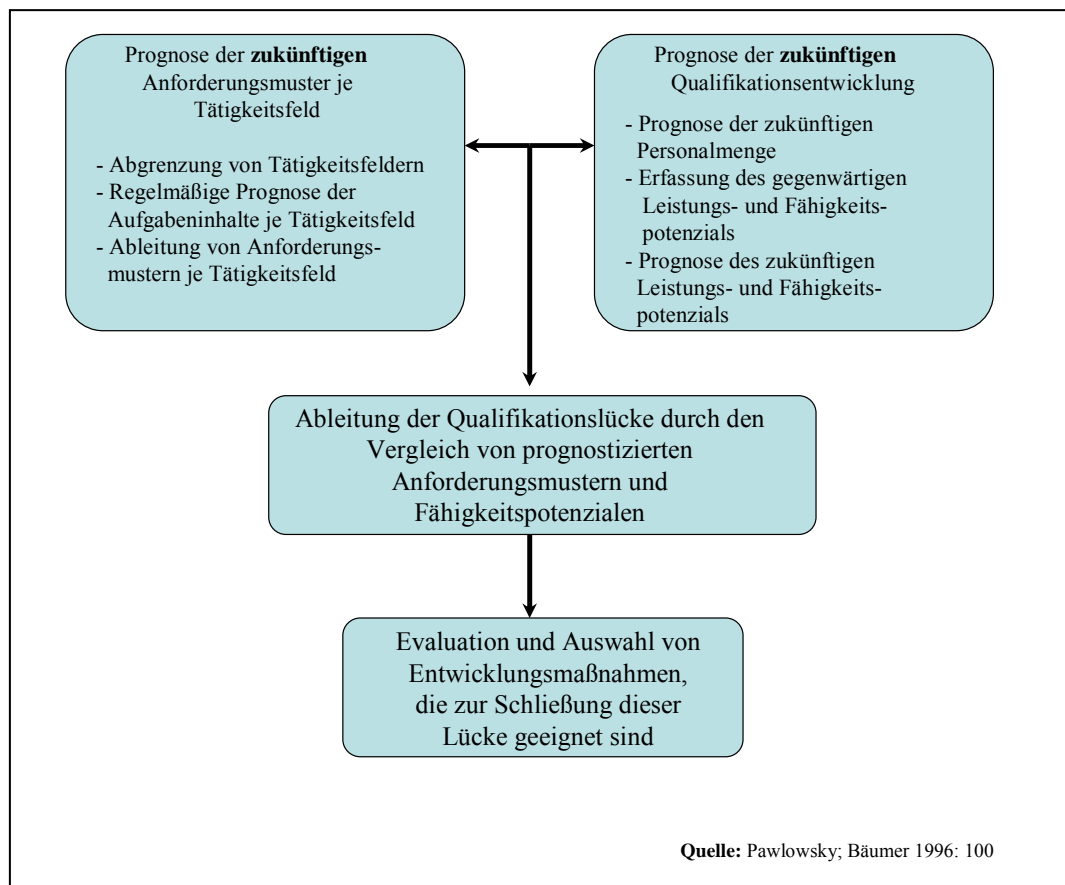 Prognose der zukünftigen
Anforderungsmuster je
Tätigkeitsfeld
- Abgrenzung von Tätigkeitsfeldern
- Regelmäßige Prognose der
Aufgabeninhalte je Tätigkeitsfeld
- Ableitung von Anforderungs-
mustern je Tätigkeitsfeld
Prognose der zukünftigen
Qualifikationsentwicklung
- Prognose der zukünftigen
Personalmenge
- Erfassung des gegenwärtigen
Leistungs- und Fähigkeits-
potenzials
- Prognose des zukünftigen
Leistungs- und Fähigkeits-
potenzials
Ableitung der Qualifikationslücke durch den
Vergleich von prognostizierten
Anforderungsmustern und
Fähigkeitspotenzialen
Evaluation und Auswahl von
Entwicklungsmaßnahmen,
die zur Schließung dieser
Lücke geeignet sind
Quelle: Pawlowsky; Bäumer 1996: 100